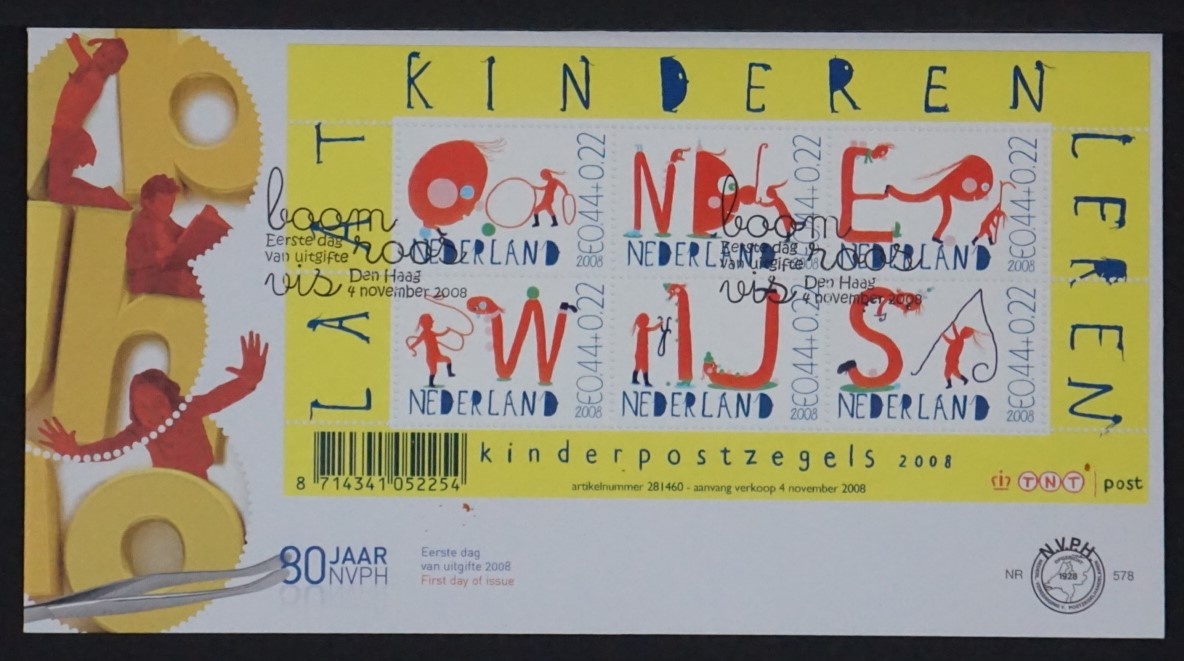 LAAT
KINDEREN
LEREN
O €0.44+0.22
NEDERLAND 2008
ND €0.44+0.22
NEDERLAND 2008
E €0.44+0.22
NEDERLAND 2008
W €0.44+0.22
NEDERLAND 2008
IJ €0.44+0.22
NEDERLAND 2008
S €0.44+0.22
NEDERLAND 2008
boom
roos
vis
Eerste dag
van uitgifte
Den Haag
4 november 2008
boom
roos
vis
Eerste dag
van uitgifte
Den Haag
4 november 2008
8 714341 052254
kinderpostzegels 2008
artikelnummer 281460 - aanvang verkoop 4 november 2008
TNT post
80 JAAR
NVPH
Eerste dag
van uitgifte 2008
First day of issue
NR
N.V.P.H.
1928
578